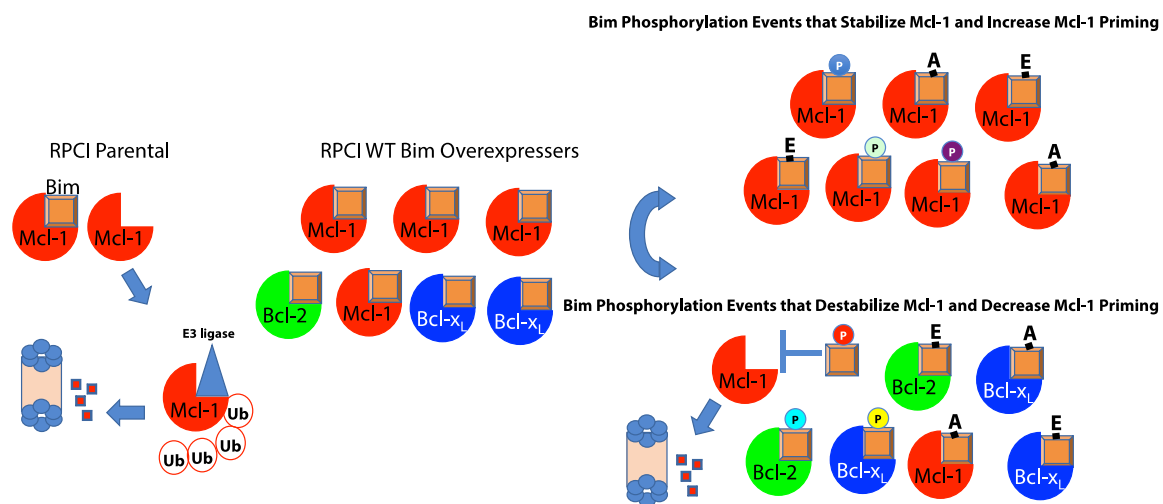 Bim Phosphorylation Events that Stabilize Mcl-1 and Increase Mcl-1 Priming
P
A
E
Mcl-1
Mcl-1
Mcl-1
E
P
P
A
Mcl-1
Mcl-1
Mcl-1
Mcl-1
RPCI Parental
Bim
Mcl-1
Mcl-1
E3 ligase
Mcl-1
Ub
Ub
Ub
Ub
RPCI WT Bim Overexpressers
Mcl-1
Mcl-1
Mcl-1
Bcl-2
Mcl-1
Bcl-xL
Bcl-xL
Bim Phosphorylation Events that Destabilize Mcl-1 and Decrease Mcl-1 Priming
P
E
A
Mcl-1
Bcl-2
Bcl-xL
P
P
A
E
Bcl-2
Bcl-xL
Mcl-1
Bcl-xL